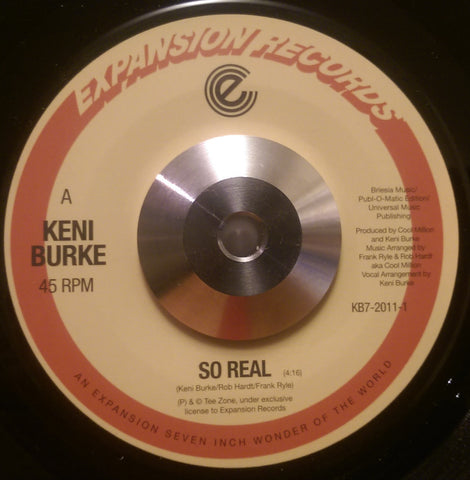 EXPANSION RECORDS
e
A
KENI
BURKE
45 RPM
Briesia Music/
Publ-O-Matic Edition/
Universal Music
Publishing
Produced by Cool Million
and Keni Burke
Music Arranged by
Frank Ryle & Rob Hardt
aka Cool Million
Vocal Arrangement by
Keni Burke
KB7-2011-1
SO REAL (4:16)
(Keni Burke/Rob Hardt/Frank Ryle)
(P) & © Tee Zone, under exclusive
license to Expansion Records
AN EXPANSION SEVEN INCH WONDER OF THE WORLD